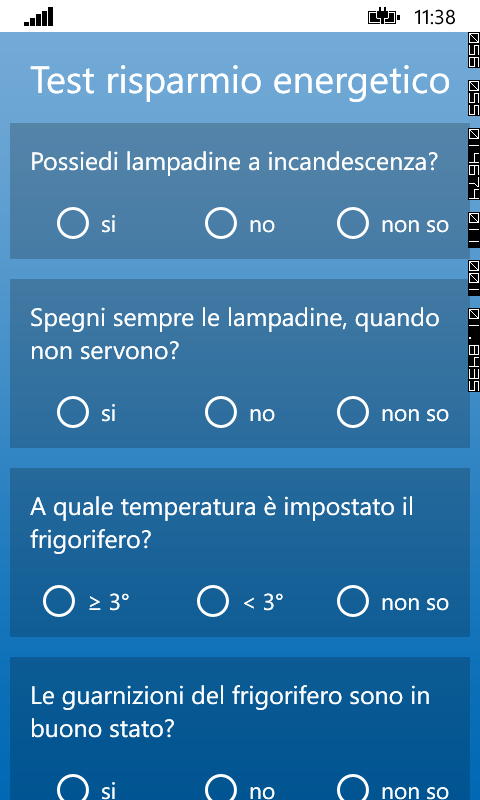 11:38
Test risparmio energetico
Possiedi lampadine a incandescenza?
si no non so
Spegni sempre le lampadine, quando
non servono?
si no non so
A quale temperatura è impostato il
frigorifero?
≥ 3° < 3° non so
Le guarnizioni del frigorifero sono in
buono stato?
si no non so